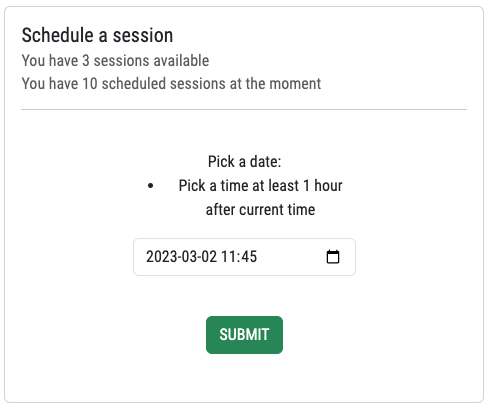 Schedule a session
You have 3 sessions available
You have 10 scheduled sessions at the moment
Pick a date:
• Pick a time at least 1 hour
after current time
2023-03-02 11:45
SUBMIT